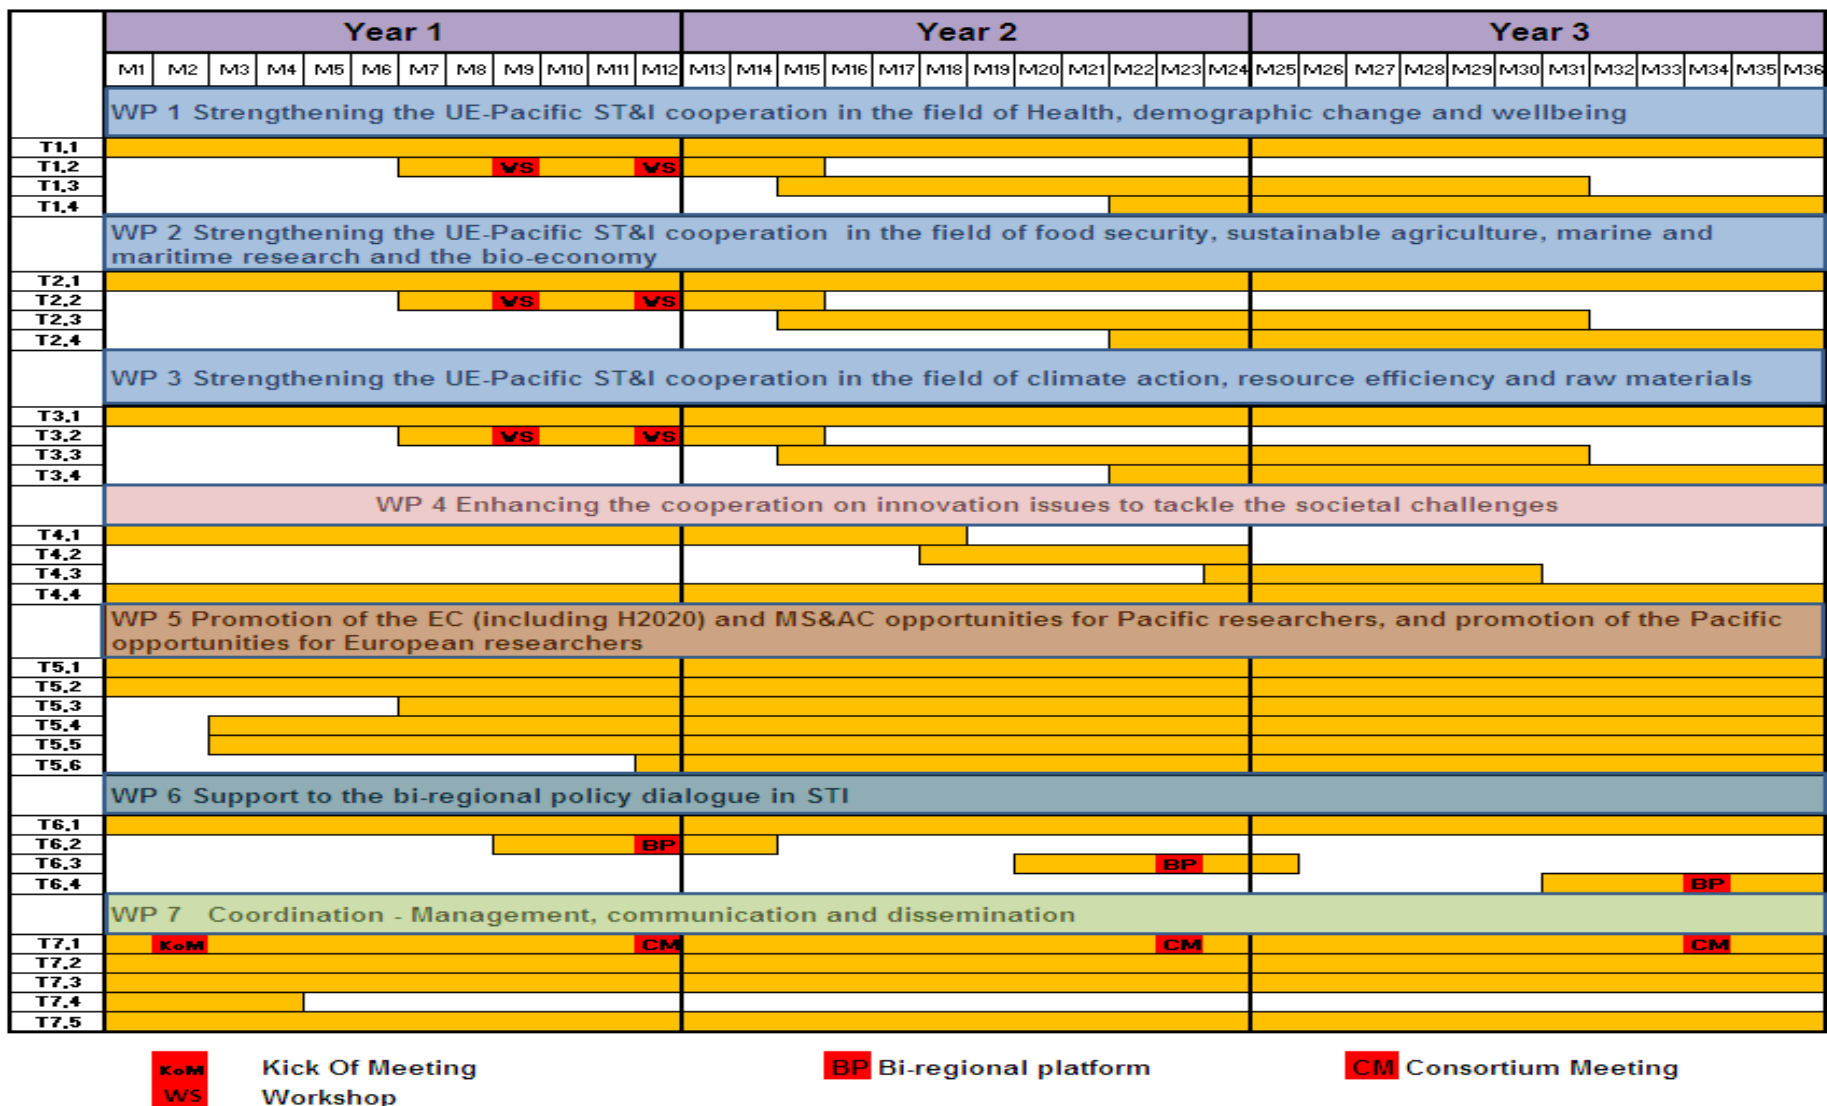 Year 1 Year 2 Year 3
M1 M2 M3 M4 M5 M6 M7 M8 M9 M10 M11 M12 M13 M14 M15 M16 M17 M18 M19 M20 M21 M22 M23 M24 M25 M26 M27 M28 M29 M30 M31 M32 M33 M34 M35 M36
WP 1 Strengthening the UE-Pacific ST&I cooperation in the field of Health, demographic change and wellbeing
T1.1
T1.2 WS WS
T1.3
T1.4
WP 2 Strengthening the UE-Pacific ST&I cooperation in the field of food security, sustainable agriculture, marine and
maritime research and the bio-economy
T2.1
T2.2 WS WS
T2.3
T2.4
WP 3 Strengthening the UE-Pacific ST&I cooperation in the field of climate action, resource efficiency and raw materials
T3.1
T3.2 WS WS
T3.3
T3.4
WP 4 Enhancing the cooperation on innovation issues to tackle the societal challenges
T4.1
T4.2
T4.3
T4.4
WP 5 Promotion of the EC (including H2020) and MS&AC opportunities for Pacific researchers, and promotion of the Pacific
opportunities for European researchers
T5.1
T5.2
T5.3
T5.4
T5.5
T5.6
WP 6 Support to the bi-regional policy dialogue in STI
T6.1
T6.2 BP
T6.3 BP
T6.4 BP
WP 7 Coordination - Management, communication and dissemination
T7.1 KoM CM CM CM
T7.2
T7.3
T7.4
T7.5
KoM Kick Of Meeting BP Bi-regional platform CM Consortium Meeting
WS Workshop